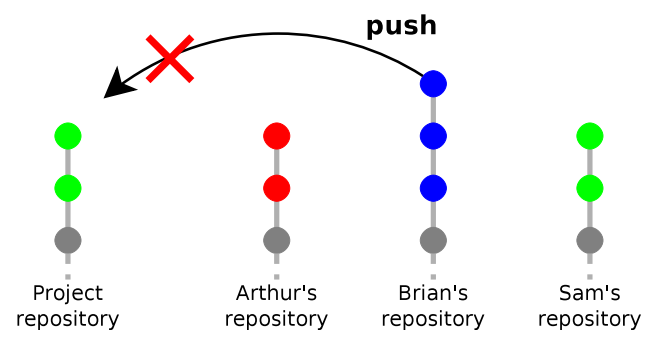 push
Project
repository
Arthur's
repository
Brian's
repository
Sam's
repository